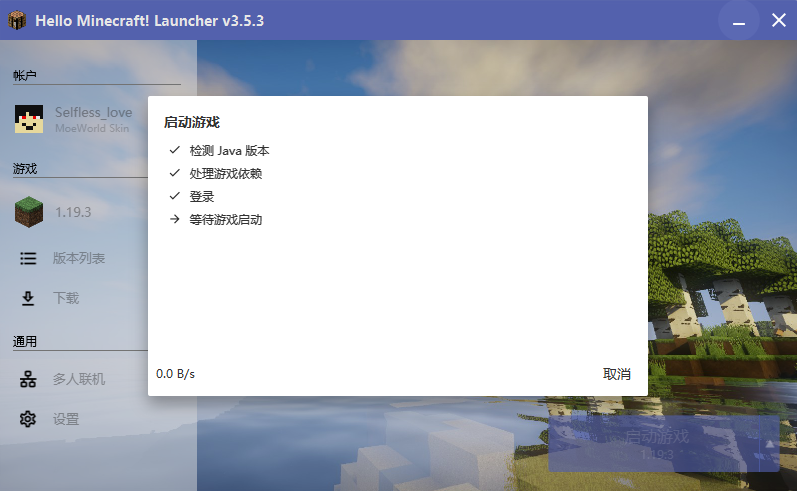 Hello Minecraft! Launcher v3.5.3
帐户
Selfless_love
MoeWorld Skin
游戏
1.19.3
版本列表
下载
通用
多人联机
设置
启动游戏
检测 Java 版本
处理游戏依赖
登录
等待游戏启动
0.0 B/s
取消
启动游戏
1.19.3